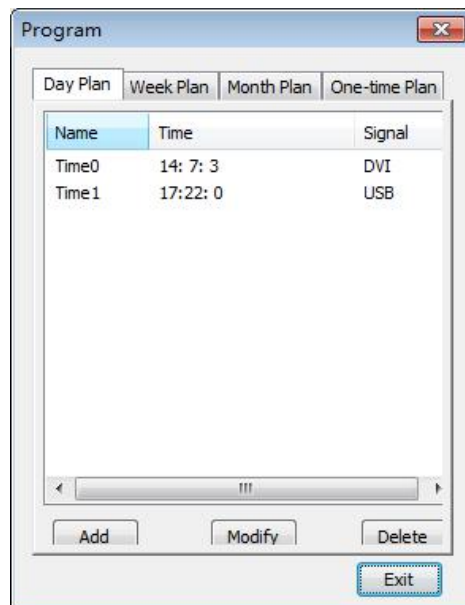 Program
Day Plan Week Plan Month Plan One-time Plan
Name Time Signal
Time0 14: 7: 3 DVI
Time1 17:22: 0 USB
Add Modify Delete
Exit